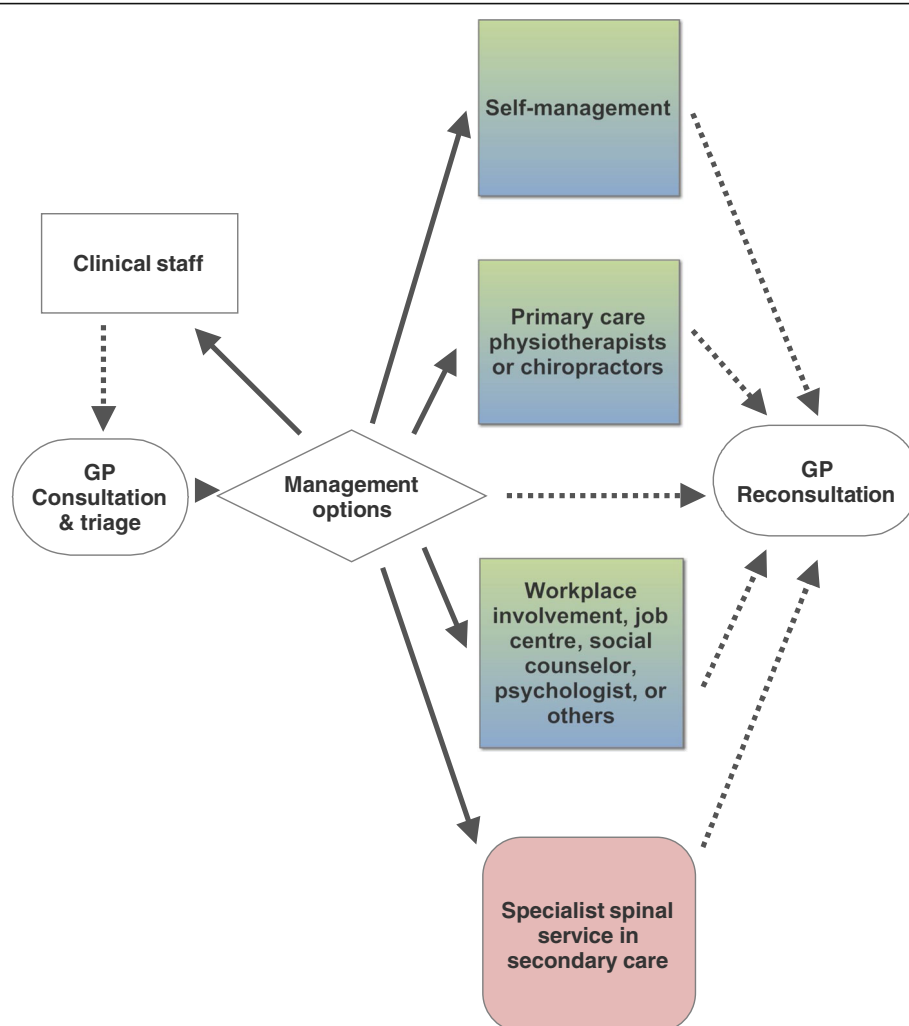 Self-management
Clinical staff
Primary care
physiotherapists
or chiropractors
GP
Consultation
& triage
Management
options
GP
Reconsultation
Workplace
involvement, job
centre, social
counselor,
psychologist, or
others
Specialist spinal
service in
secondary care